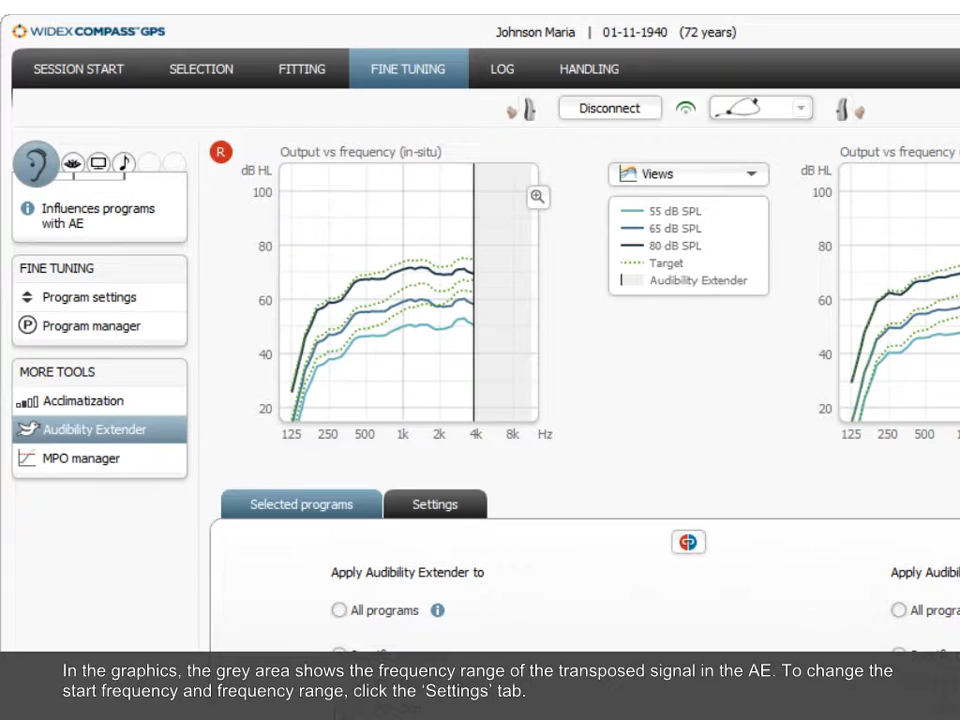 WIDEX COMPASS™ GPS
Johnson Maria | 01-11-1940 (72 years)
SESSION START SELECTION FITTING FINE TUNING LOG HANDLING
Disconnect
Influences programs
with AE
FINE TUNING
Program settings
P Program manager
MORE TOOLS
Acclimatization
Audibility Extender
MPO manager
R Output vs frequency (in-situ)
dB HL
100
80
60
40
20
125 250 500 1k 2k 4k 8k Hz
Views
55 dB SPL
65 dB SPL
80 dB SPL
Target
Audibility Extender
Output vs frequency
dB HL
100
80
60
40
20
125 250 500
Selected programs Settings
Apply Audibility Extender to
All programs
Apply
All
In the graphics, the grey area shows the frequency range of the transposed signal in the AE. To change the
start frequency and frequency range, click the ‘Settings’ tab.